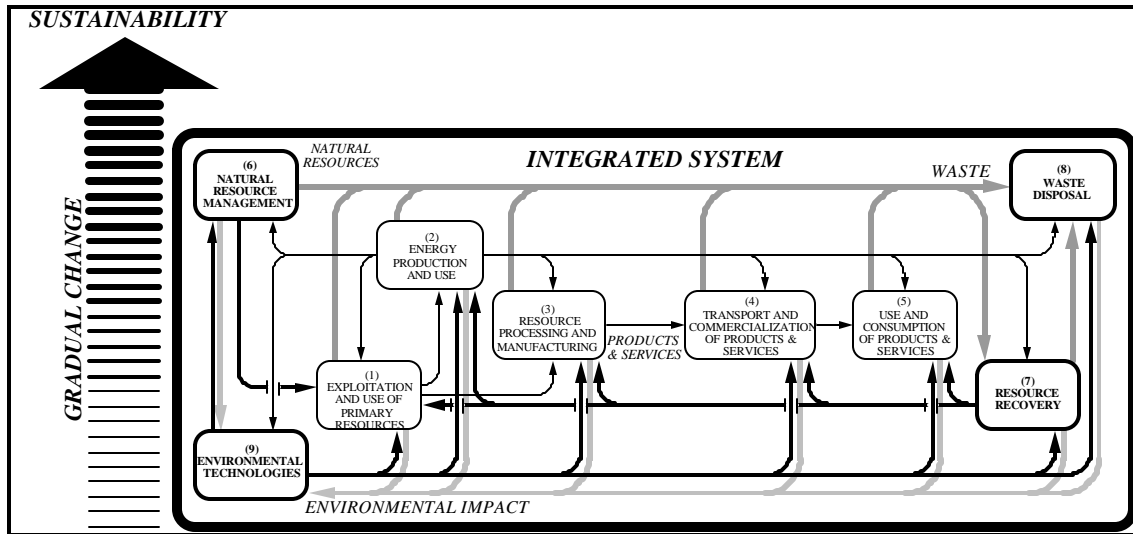 SUSTAINABILITY
GRADUAL CHANGE
INTEGRATED SYSTEM
NATURAL
RESOURCES
WASTE
(6)
NATURAL
RESOURCE
MANAGEMENT
(8)
WASTE
DISPOSAL
(2)
ENERGY
PRODUCTION
AND USE
(3)
RESOURCE
PROCESSING AND
MANUFACTURING
PRODUCTS
& SERVICES
(4)
TRANSPORT AND
COMMERCIALIZATION
OF PRODUCTS &
SERVICES
(5)
USE AND
CONSUMPTION
OF PRODUCTS &
SERVICES
(1)
EXPLOITATION
AND USE OF
PRIMARY
RESOURCES
(7)
RESOURCE
RECOVERY
(9)
ENVIRONMENTAL
TECHNOLOGIES
ENVIRONMENTAL IMPACT